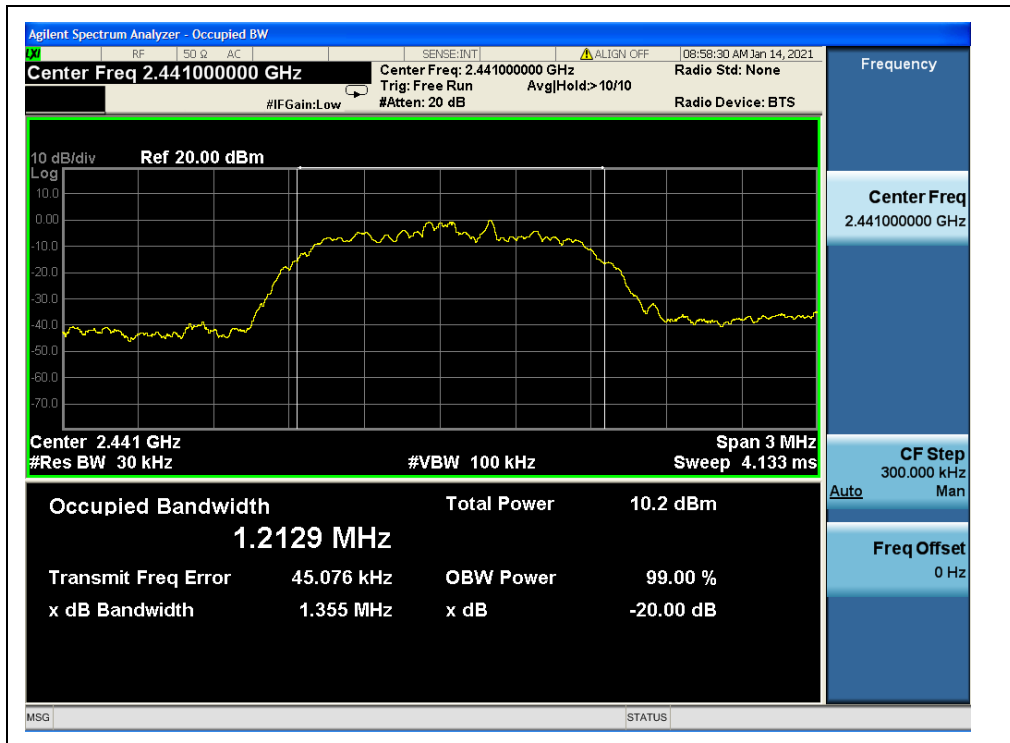 Agilent Spectrum Analyzer - Occupied BW
LXI RF 50 Ω AC SENSE:INT ALIGN OFF 08:58:30 AM Jan 14, 2021
Center Freq 2.441000000 GHz
Center Freq: 2.441000000 GHz
Radio Std: None
Trig: Free Run Avg|Hold:> 10/10
#IFGain:Low
#Atten: 20 dB
Radio Device: BTS
Frequency
10 dB/div Ref 20.00 dBm
Log
10.0
0.00
-10.0
-20.0
-30.0
-40.0
-50.0
-60.0
-70.0
Center 2.441 GHz Span 3 MHz
#Res BW 30 kHz #VBW 100 kHz Sweep 4.133 ms
Center Freq
2.441000000 GHz
CF Step
300.000 kHz
Auto Man
Freq Offset
0 Hz
Occupied Bandwidth Total Power 10.2 dBm
1.2129 MHz
Transmit Freq Error 45.076 kHz OBW Power 99.00 %
x dB Bandwidth 1.355 MHz x dB -20.00 dB
MSG STATUS